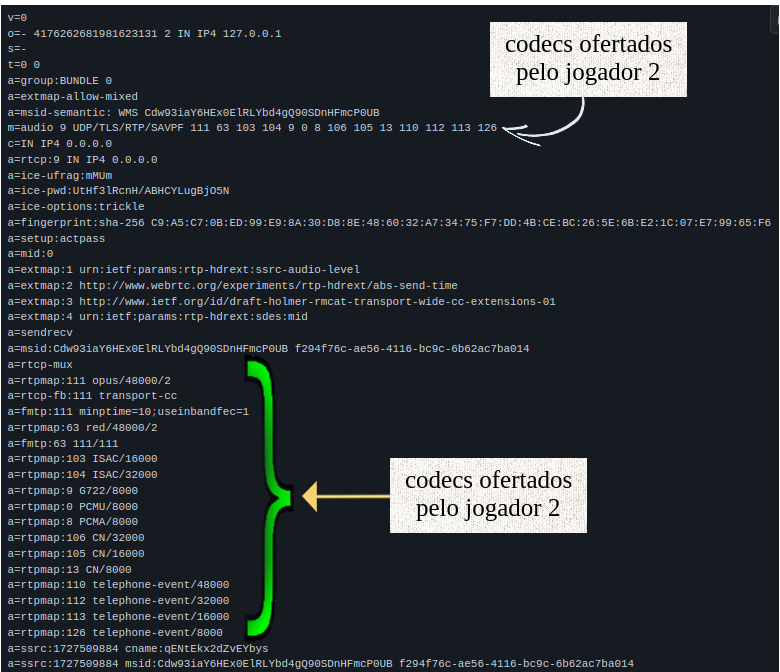 v=0
o=- 4176262681981623131 2 IN IP4 127.0.0.1
s=-
t=0 0
a=group:BUNDLE 0
a=extmap-allow-mixed
a=msid-semantic: WMS Cdw93iaY6HEx0ElRLYbd4gQ90SDnHFmcP0UB
codecs ofertados
pelo jogador 2
m=audio 9 UDP/TLS/RTP/SAVPF 111 63 103 104 9 0 8 106 105 13 110 112 113 126
c=IN IP4 0.0.0.0
a=rtcp:9 IN IP4 0.0.0.0
a=ice-ufrag:mMUm
a=ice-pwd:UtHf3lRcnH/ABHCYLugBjO5N
a=ice-options:trickle
a=fingerprint:sha-256 C9:A5:C7:0B:ED:99:E9:8A:30:D8:8E:48:60:32:A7:34:75:F7:DD:4B:CE:BC:26:5E:6B:E2:1C:07:E7:99:65:F6
a=setup:actpass
a=mid:0
a=extmap:1 urn:ietf:params:rtp-hdrext:ssrc-audio-level
a=extmap:2 http://www.webrtc.org/experiments/rtp-hdrext/abs-send-time
a=extmap:3 http://www.ietf.org/id/draft-holmer-rmcat-transport-wide-cc-extensions-01
a=extmap:4 urn:ietf:params:rtp-hdrext:sdes:mid
a=sendrecv
a=msid:Cdw93iaY6HEx0ElRLYbd4gQ90SDnHFmcP0UB f294f76c-ae56-4116-bc9c-6b62ac7ba014
a=rtcp-mux
a=rtpmap:111 opus/48000/2
a=rtcp-fb:111 transport-cc
a=fmtp:111 minptime=10;useinbandfec=1
a=rtpmap:63 red/48000/2
a=fmtp:63 111/111
a=rtpmap:103 ISAC/16000
a=rtpmap:104 ISAC/32000
a=rtpmap:9 G722/8000
a=rtpmap:0 PCMU/8000
a=rtpmap:8 PCMA/8000
codecs ofertados
pelo jogador 2
a=rtpmap:106 CN/32000
a=rtpmap:105 CN/16000
a=rtpmap:13 CN/8000
a=rtpmap:110 telephone-event/48000
a=rtpmap:112 telephone-event/32000
a=rtpmap:113 telephone-event/16000
a=rtpmap:126 telephone-event/8000
a=ssrc:1727509884 cname:qENtEkx2dZvEYbys
a=ssrc:1727509884 msid:Cdw93iaY6HEx0ElRLYbd4gQ90SDnHFmcP0UB f294f76c-ae56-4116-bc9c-6b62ac7ba014